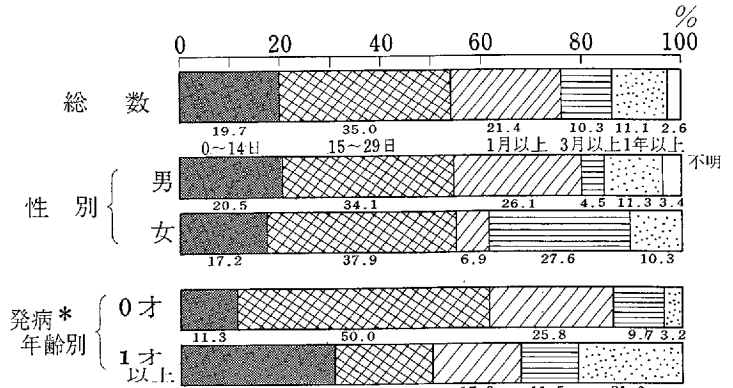 %
0 20 40 60 80 100
総数
19.7 35.0 21.4 10.3 11.1 2.6
0〜14日 15〜29日 1月以上 3月以上 1年以上 不明
性別
男
20.5 34.1 26.1 4.5 11.3 3.4
女
17.2 37.9 6.9 27.6 10.3
発病*
年齢別
0才
11.3 50.0 25.8 9.7 3.2
1才
以上